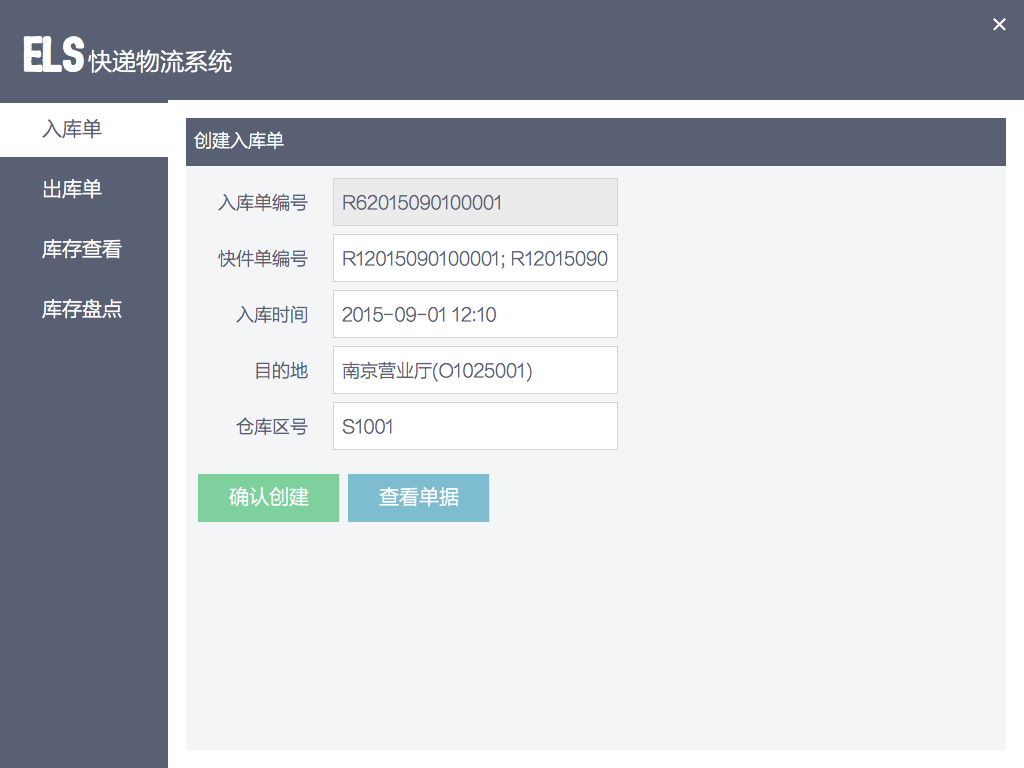 ELS 快递物流系统
×
入库单
出库单
库存查看
库存盘点
创建入库单
入库单编号 R62015090100001
快件单编号 R12015090100001; R12015090
入库时间 2015-09-01 12:10
目的地 南京营业厅(O1025001)
仓库区号 S1001
确认创建 查看单据